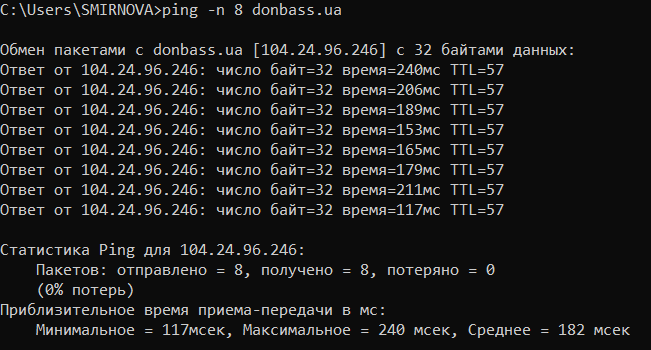 C:\Users\SMIRNOVA>ping -n 8 donbass.ua
Обмен пакетами с donbass.ua [104.24.96.246] с 32 байтами данных:
Ответ от 104.24.96.246: число байт=32 время=240мс TTL=57
Ответ от 104.24.96.246: число байт=32 время=206мс TTL=57
Ответ от 104.24.96.246: число байт=32 время=189мс TTL=57
Ответ от 104.24.96.246: число байт=32 время=153мс TTL=57
Ответ от 104.24.96.246: число байт=32 время=165мс TTL=57
Ответ от 104.24.96.246: число байт=32 время=179мс TTL=57
Ответ от 104.24.96.246: число байт=32 время=211мс TTL=57
Ответ от 104.24.96.246: число байт=32 время=117мс TTL=57
Статистика Ping для 104.24.96.246:
Пакетов: отправлено = 8, получено = 8, потеряно = 0
(0% потерь)
Приблизительное время приема-передачи в мс:
Минимальное = 117мсек, Максимальное = 240 мсек, Среднее = 182 мсек